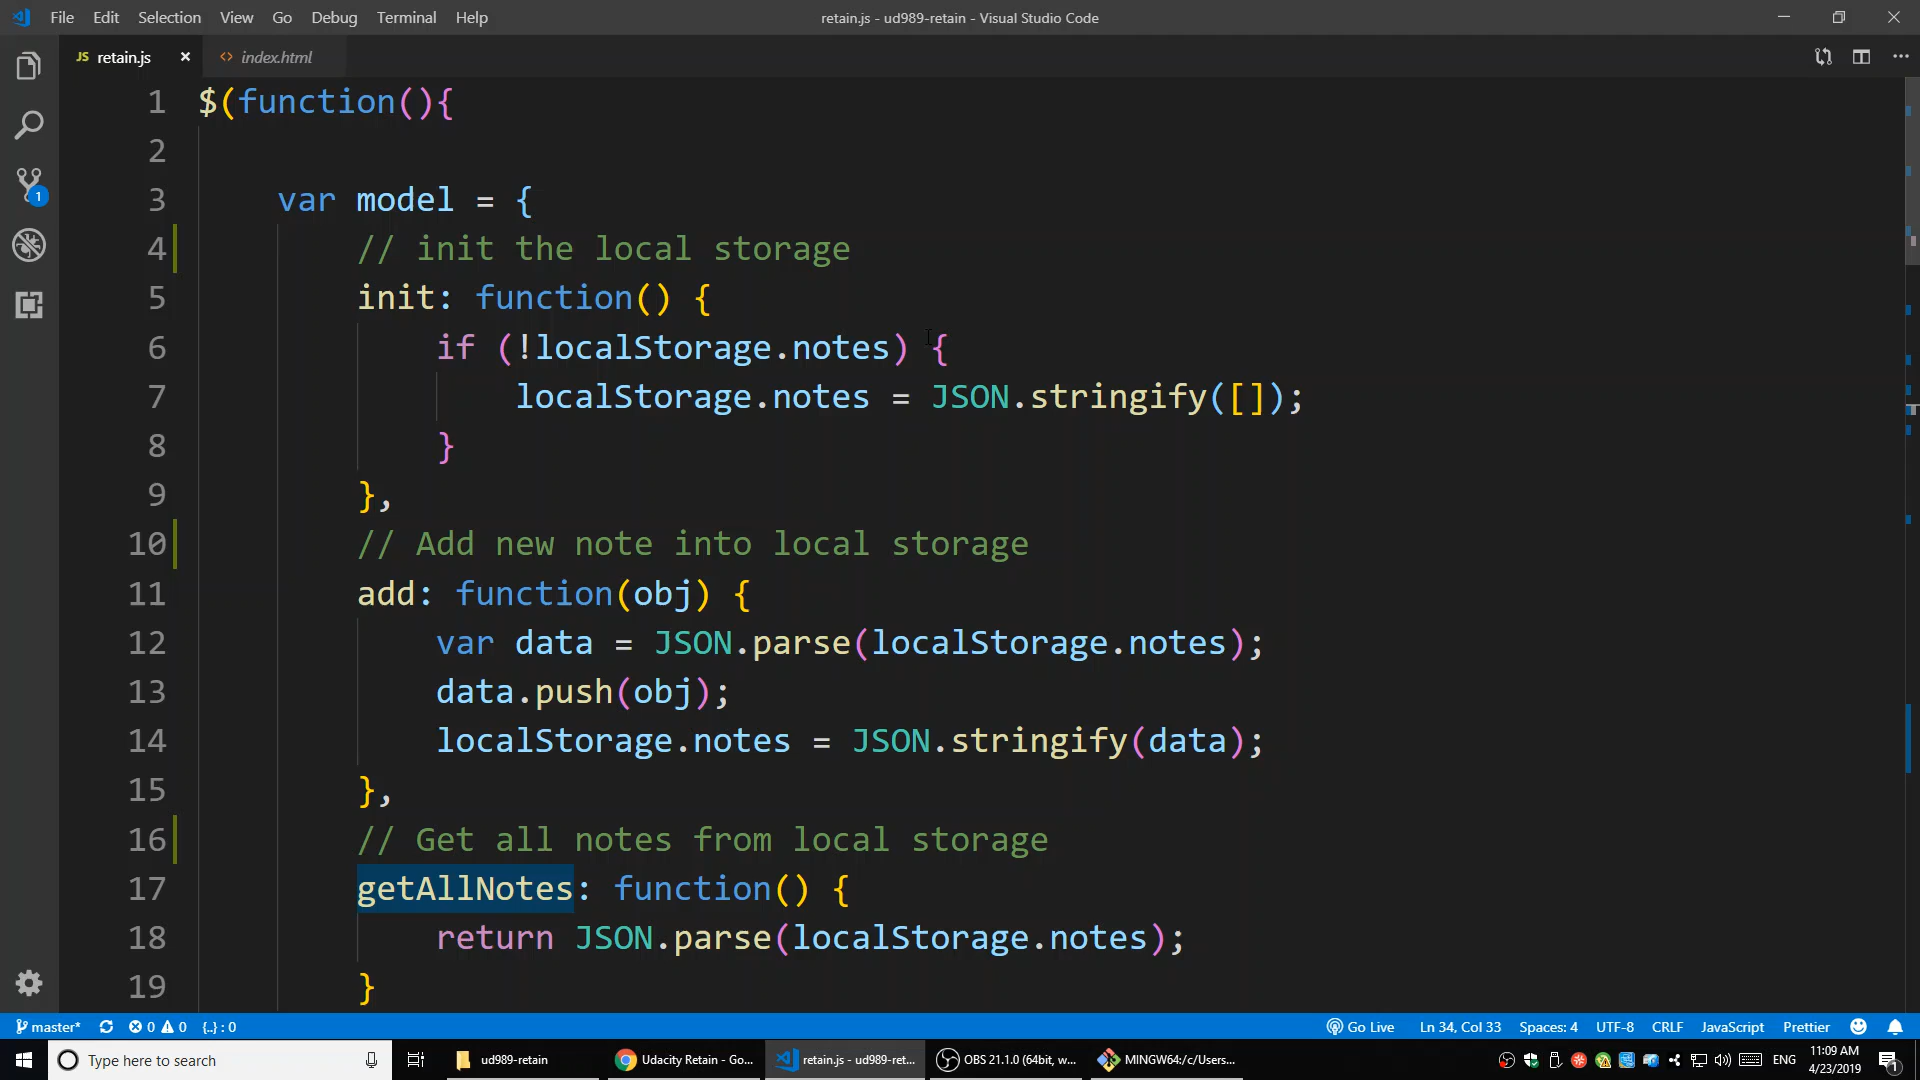 File Edit Selection View Go Debug Terminal Help
retain.js - ud989-retain - Visual Studio Code
JS retain.js × <> index.html
1 $(function(){
2
3 var model = {
4 // init the local storage
5 init: function() {
6 if (!localStorage.notes) {
7 localStorage.notes = JSON.stringify([]);
8 }
9 },
10 // Add new note into local storage
11 add: function(obj) {
12 var data = JSON.parse(localStorage.notes);
13 data.push(obj);
14 localStorage.notes = JSON.stringify(data);
15 },
16 // Get all notes from local storage
17 getAllNotes: function() {
18 return JSON.parse(localStorage.notes);
19 }
1
master* 0 0 {..} : 0 Go Live Ln 34, Col 33 Spaces: 4 UTF-8 CRLF JavaScript Prettier
Type here to search ud989-retain Udacity Retain - Go... retain.js - ud989-ret... OBS 21.1.0 (64bit, w... MINGW64:/c/Users... ENG
11:09 AM
4/23/2019
1